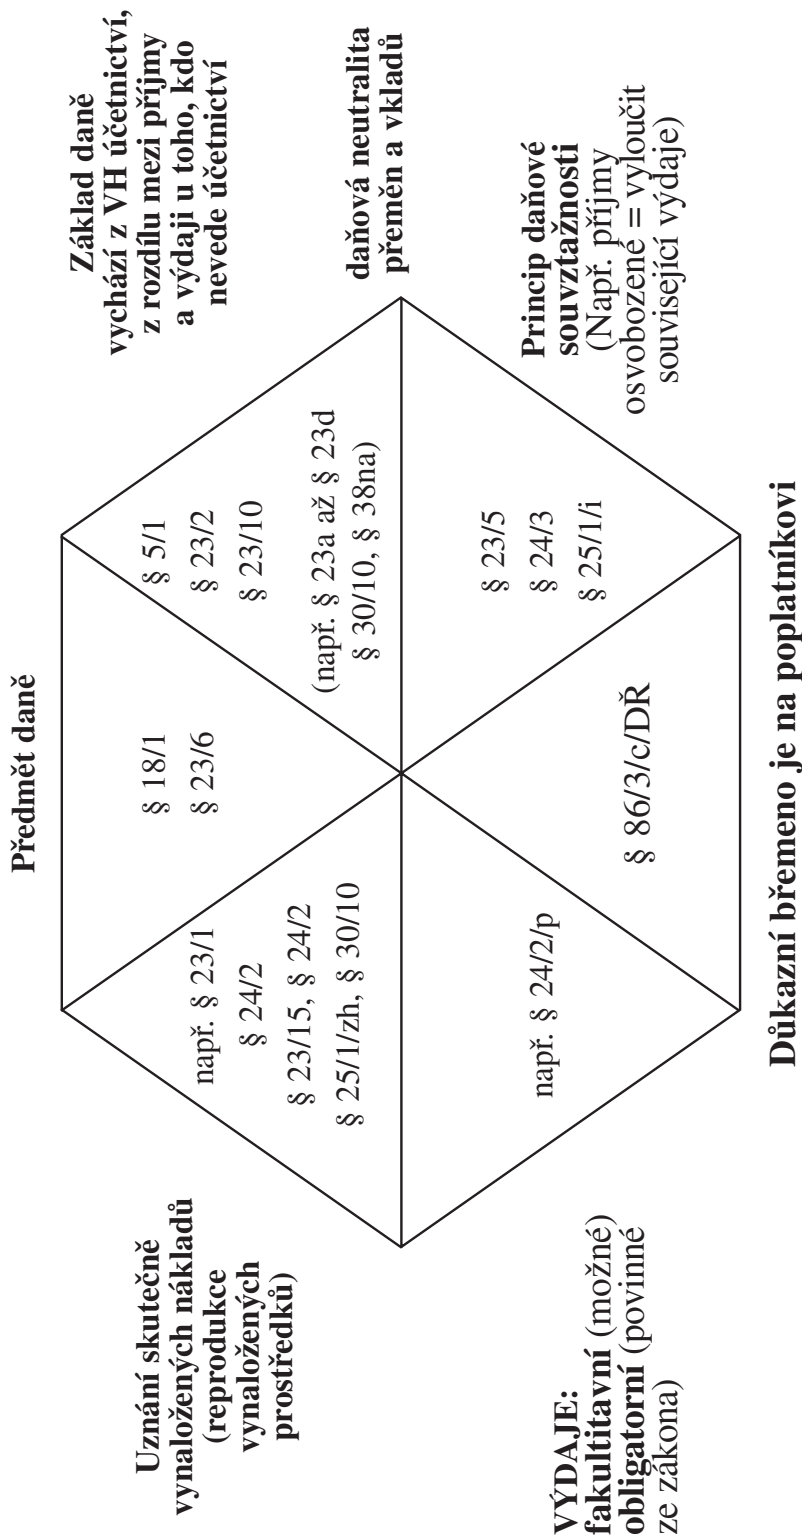 Předmět daně
§ 18/1
§ 23/6
Základ daně
vychází z VH účetnictví,
z rozdílu mezi příjmy
a výdaji u toho, kdo
nevede účetnictví
§ 5/1
§ 23/2
§ 23/10
daňová neutralita
přeměn a vkladů
(např. § 23a až § 23d
§ 30/10, § 38na)
Princip daňové
souvztažnosti
(Např. příjmy
osvobozené = vyloučit
související výdaje)
§ 23/5
§ 24/3
§ 25/1/i
§ 86/3/c/DŘ
Důkazní břemeno je na poplatníkovi
např. § 24/2/p
VÝDAJE:
fakultitavní (možné)
obligatorní (povinné
ze zákona)
Uznání skutečně
vynaložených nákladů
(reprodukce
vynaložených
prostředků)
např. § 23/1
§ 24/2
§ 23/15, § 24/2
§ 25/1/zh, § 30/10